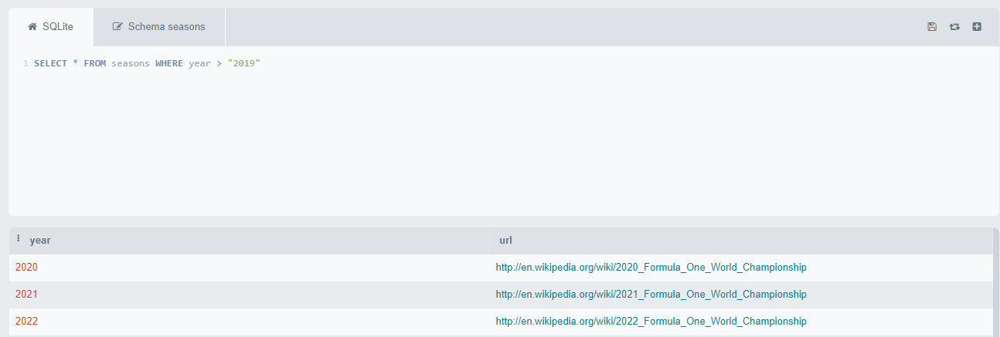 SQLite Schema seasons
1 SELECT * FROM seasons WHERE year > "2019"
year url
2020 http://en.wikipedia.org/wiki/2020_Formula_One_World_Championship
2021 http://en.wikipedia.org/wiki/2021_Formula_One_World_Championship
2022 http://en.wikipedia.org/wiki/2022_Formula_One_World_Championship